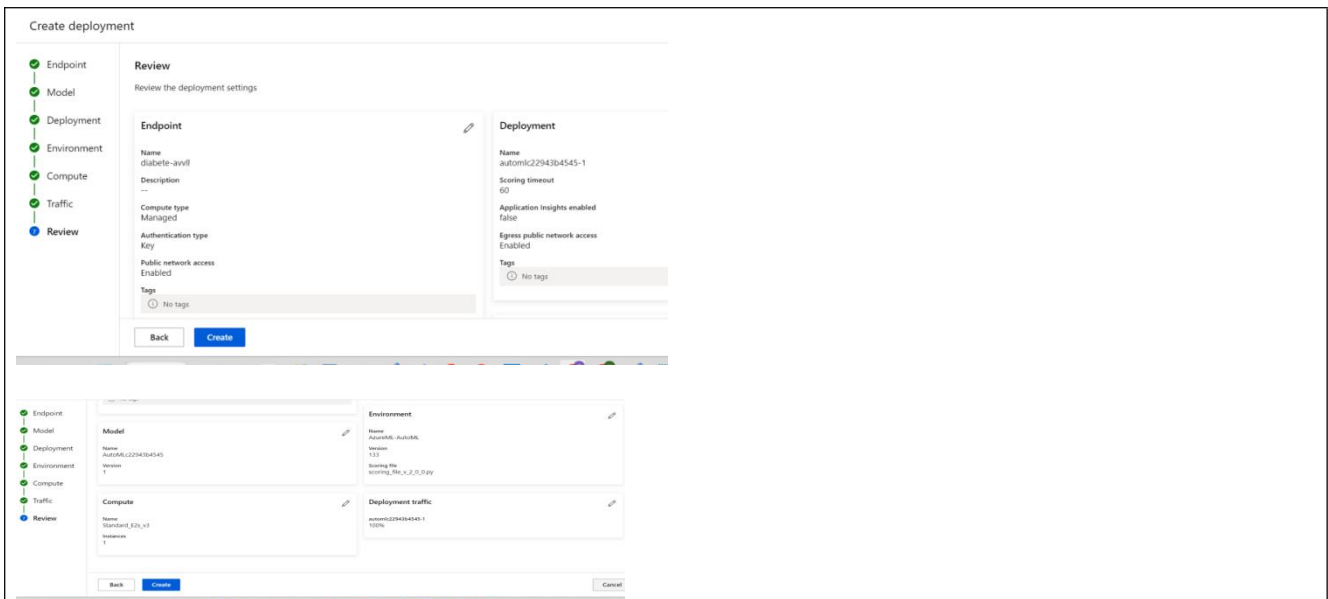 Create deployment
Endpoint
Model
Deployment
Environment
Compute
Traffic
Review
Review
Review the deployment settings
Endpoint
Name
diabete-avvll
Description
--
Compute type
Managed
Authentication type
Key
Public network access
Enabled
Tags
No tags
Deployment
Name
automlc22943b4545-1
Scoring timeout
60
Application Insights enabled
false
Egress public network access
Enabled
Tags
No tags
Back Create
Endpoint
Model
Deployment
Environment
Compute
Traffic
Review
Model
Name
AutoMLc22943b4545
Version
1
Compute
Name
Standard_E2s_v3
Instances
1
Environment
Name
AzureML-AutoML
Version
133
Scoring file
scoring_file_v_2_0_0.py
Deployment traffic
automlc22943b4545-1
100%
Back Create Cancel